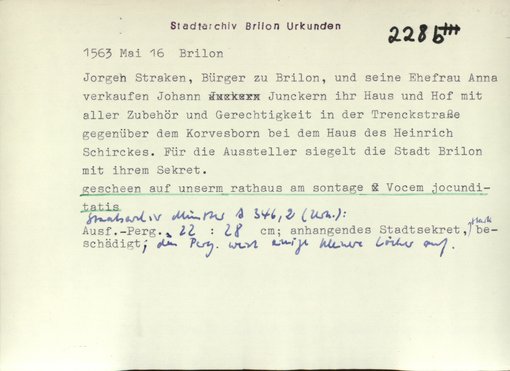 Stadtarchiv Brilon Urkunden
228b
1563 Mai 16 Brilon
Jorgen Straken, Bürger zu Brilon, und seine Ehefrau Anna
verkaufen Johann Junckern ihr Haus und Hof mit
aller Zubehör und Gerechtigkeit in der Trenckstraße
gegenüber dem Korvesborn bei dem Haus des Heinrich
Schirckes. Für die Aussteller siegelt die Stadt Brilon
mit ihrem Sekret.
gescheen auf unserm rathaus am sontage Vocem jocundi-
tatis
Staatsarchiv Münster A 346, 2 (Urk.):
Ausf.-Perg., 22 : 28 cm; anhangendes Stadtsekret, stark be-
schädigt; das Perg. weist einige kleinere Löcher auf.